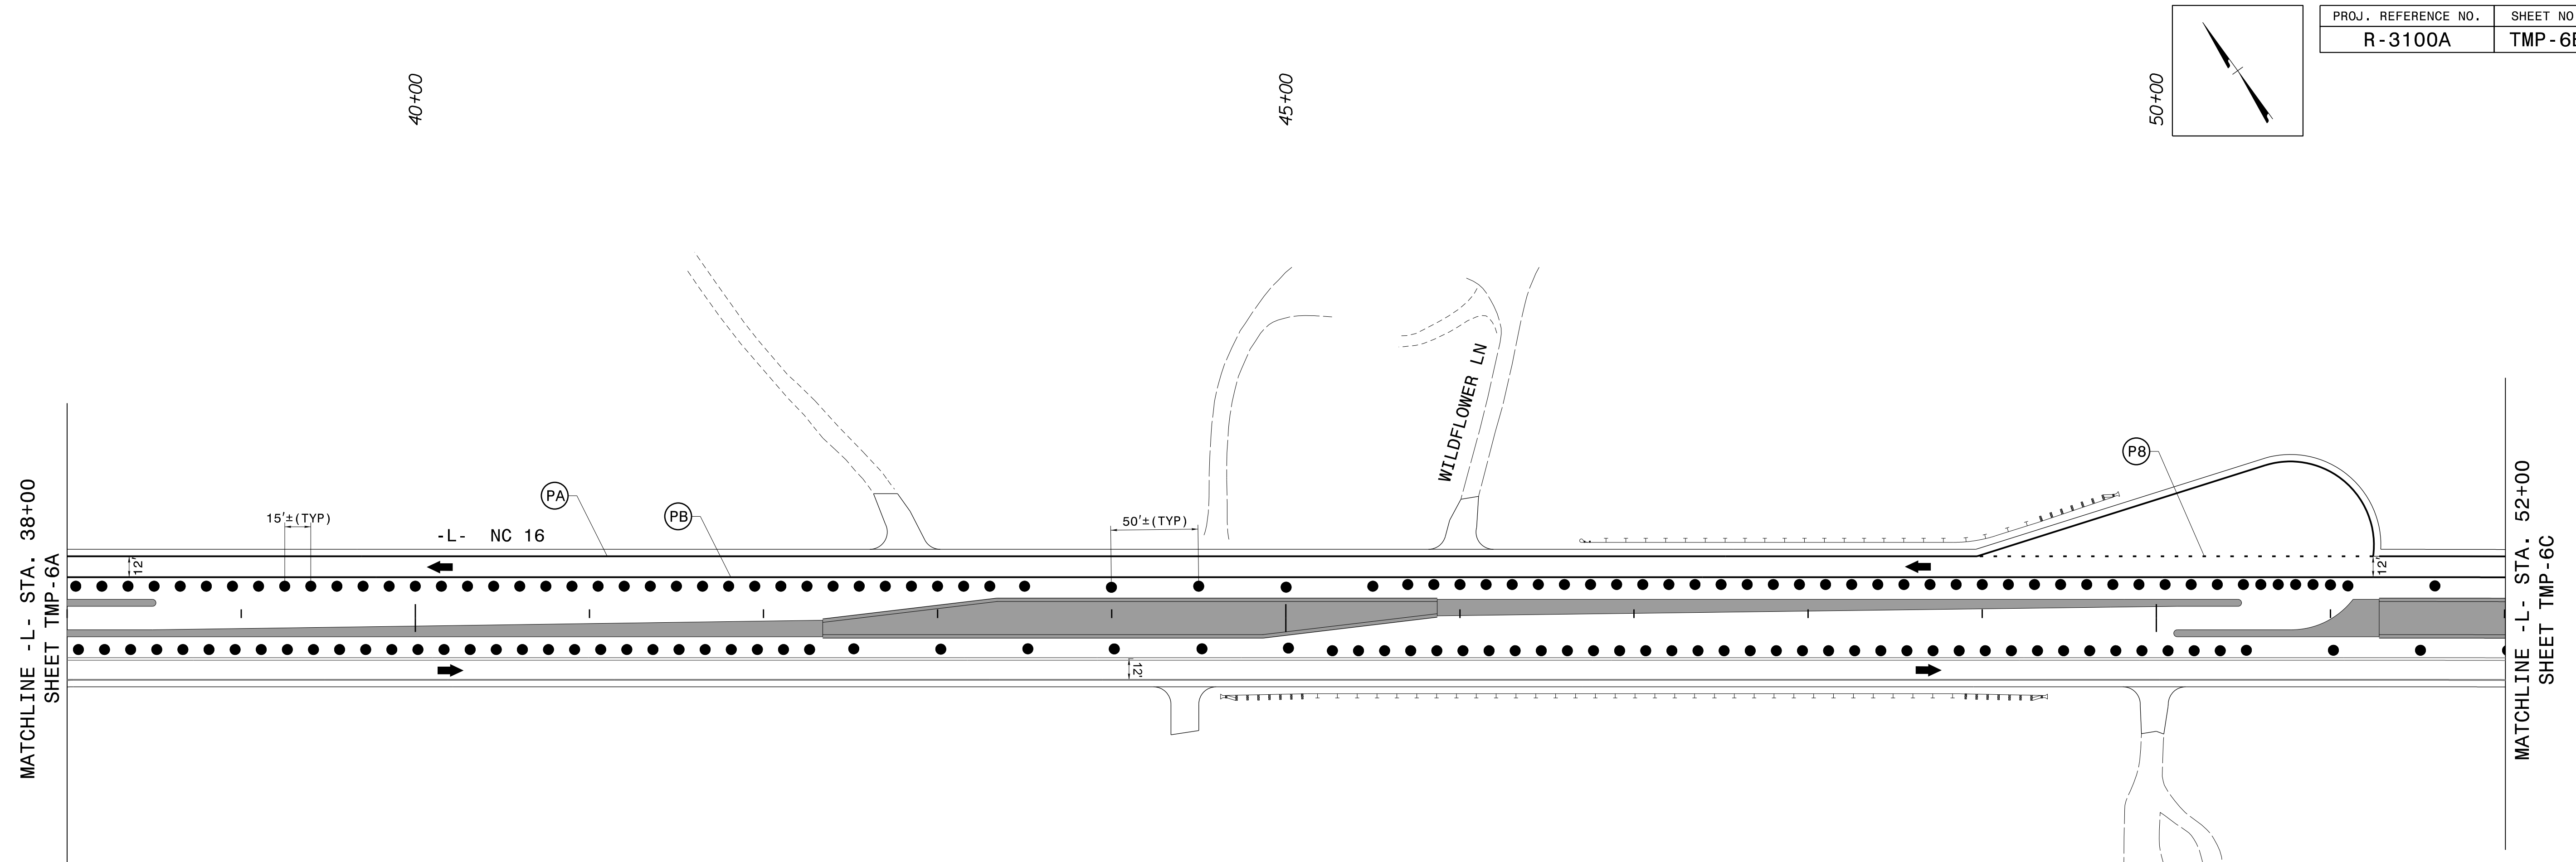 PROJ. REFERENCE NO.
SHEET NO
R-3100A
TMP-6B
40+00
45+00
50+00
WILDFLOWER LN
P8
PA
PB
15'±(TYP)
50'±(TYP)
-L- NC 16
12'
12'
12'
MATCHLINE -L- STA. 38+00
SHEET TMP-6A
MATCHLINE -L- STA. 52+00
SHEET TMP-6C